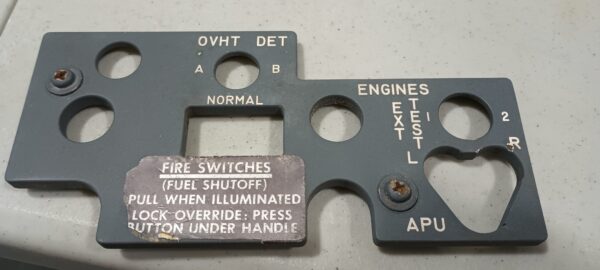 OVHT DET
A B
NORMAL
ENGINES
EXT
TEST
1 2
R
L
APU
FIRE SWITCHES
(FUEL SHUTOFF)
PULL WHEN ILLUMINATED
LOCK OVERRIDE: PRESS
BUTTON UNDER HANDLE